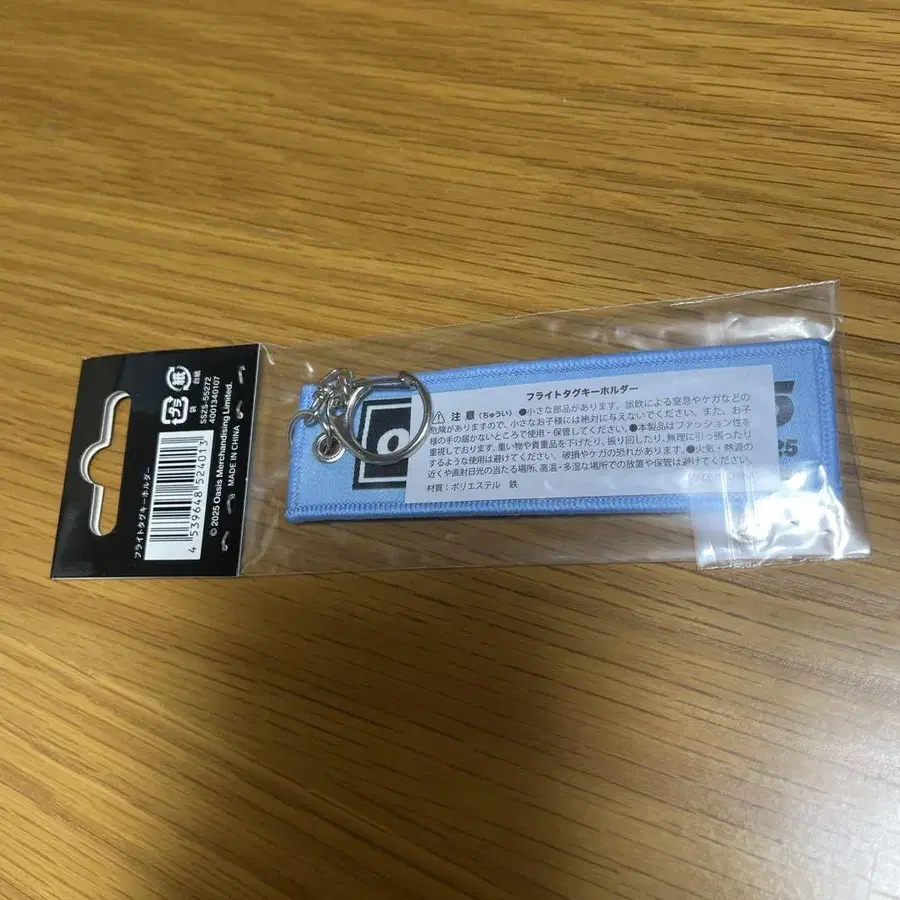 フライトタグキーホルダー
4 539648 524013
© 2025 Oasis Merchandising Limited.
MADE IN CHINA
SSZS-55272
4001340107
プラ
袋
紙
台紙
フライトタグキーホルダー
注 意 (ちゅうい) ●小さな部品があります。誤飲による窒息やケガなどの
危険がありますので、小さなお子様には絶対に与えないでください。また、お子
様の手の届かないところで使用・保管してください。●本製品はファッション性を
重視しております。重い物や貴重品を下げたり、振り回したり、無理に引っ張ったり
するような使用は避けてください。破損やケガの恐れがあります。●火気・熱源の
近くや直射日光の当たる場所、高温・多湿な場所での放置や保管は避けてください。
材質：ポリエステル 鉄
MADE IN CHINA
o
5
25